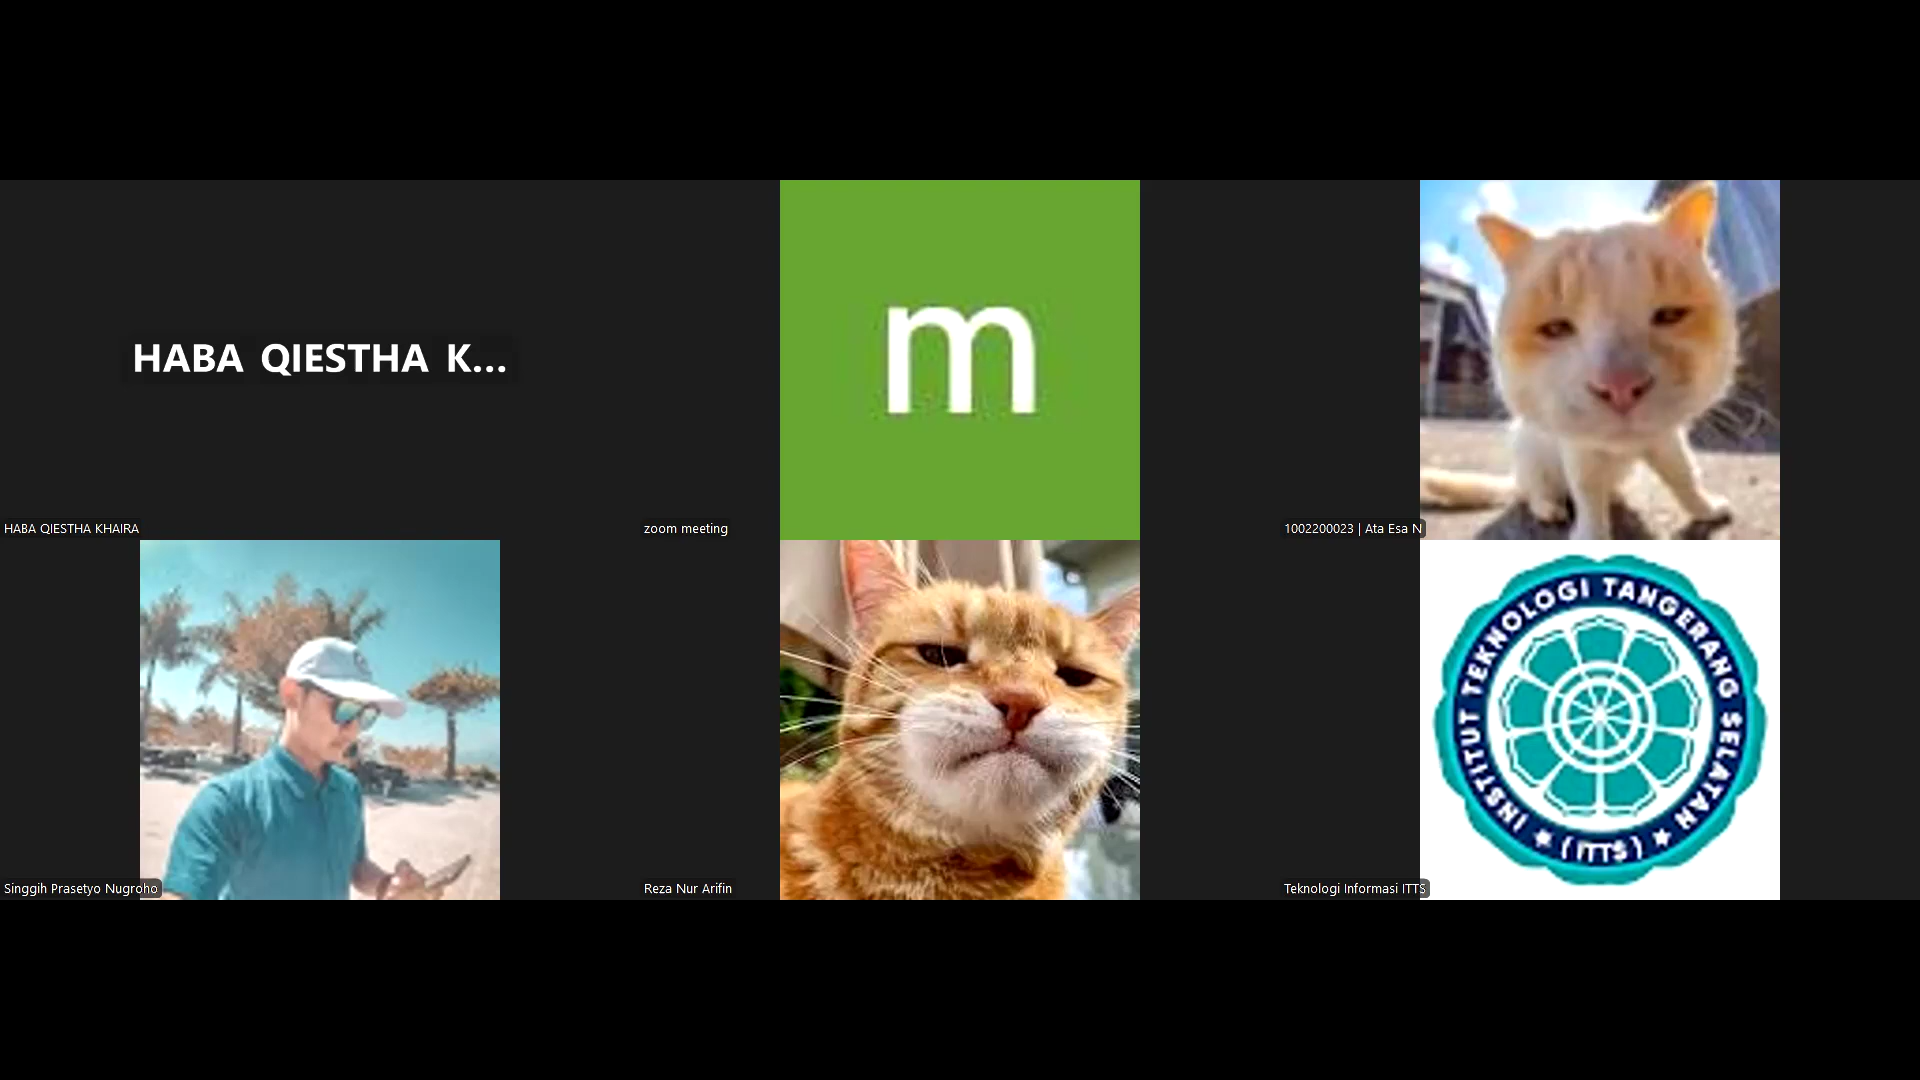 HABA QIESTHA K...
m
HABA QIESTHA KHAIRA
zoom meeting
1002200023 | Ata Esa N
INSTITUT TEKNOLOGI TANGERANG SELATAN
( ITTS )
Singgih Prasetyo Nugroho
Reza Nur Arifin
Teknologi Informasi ITTS